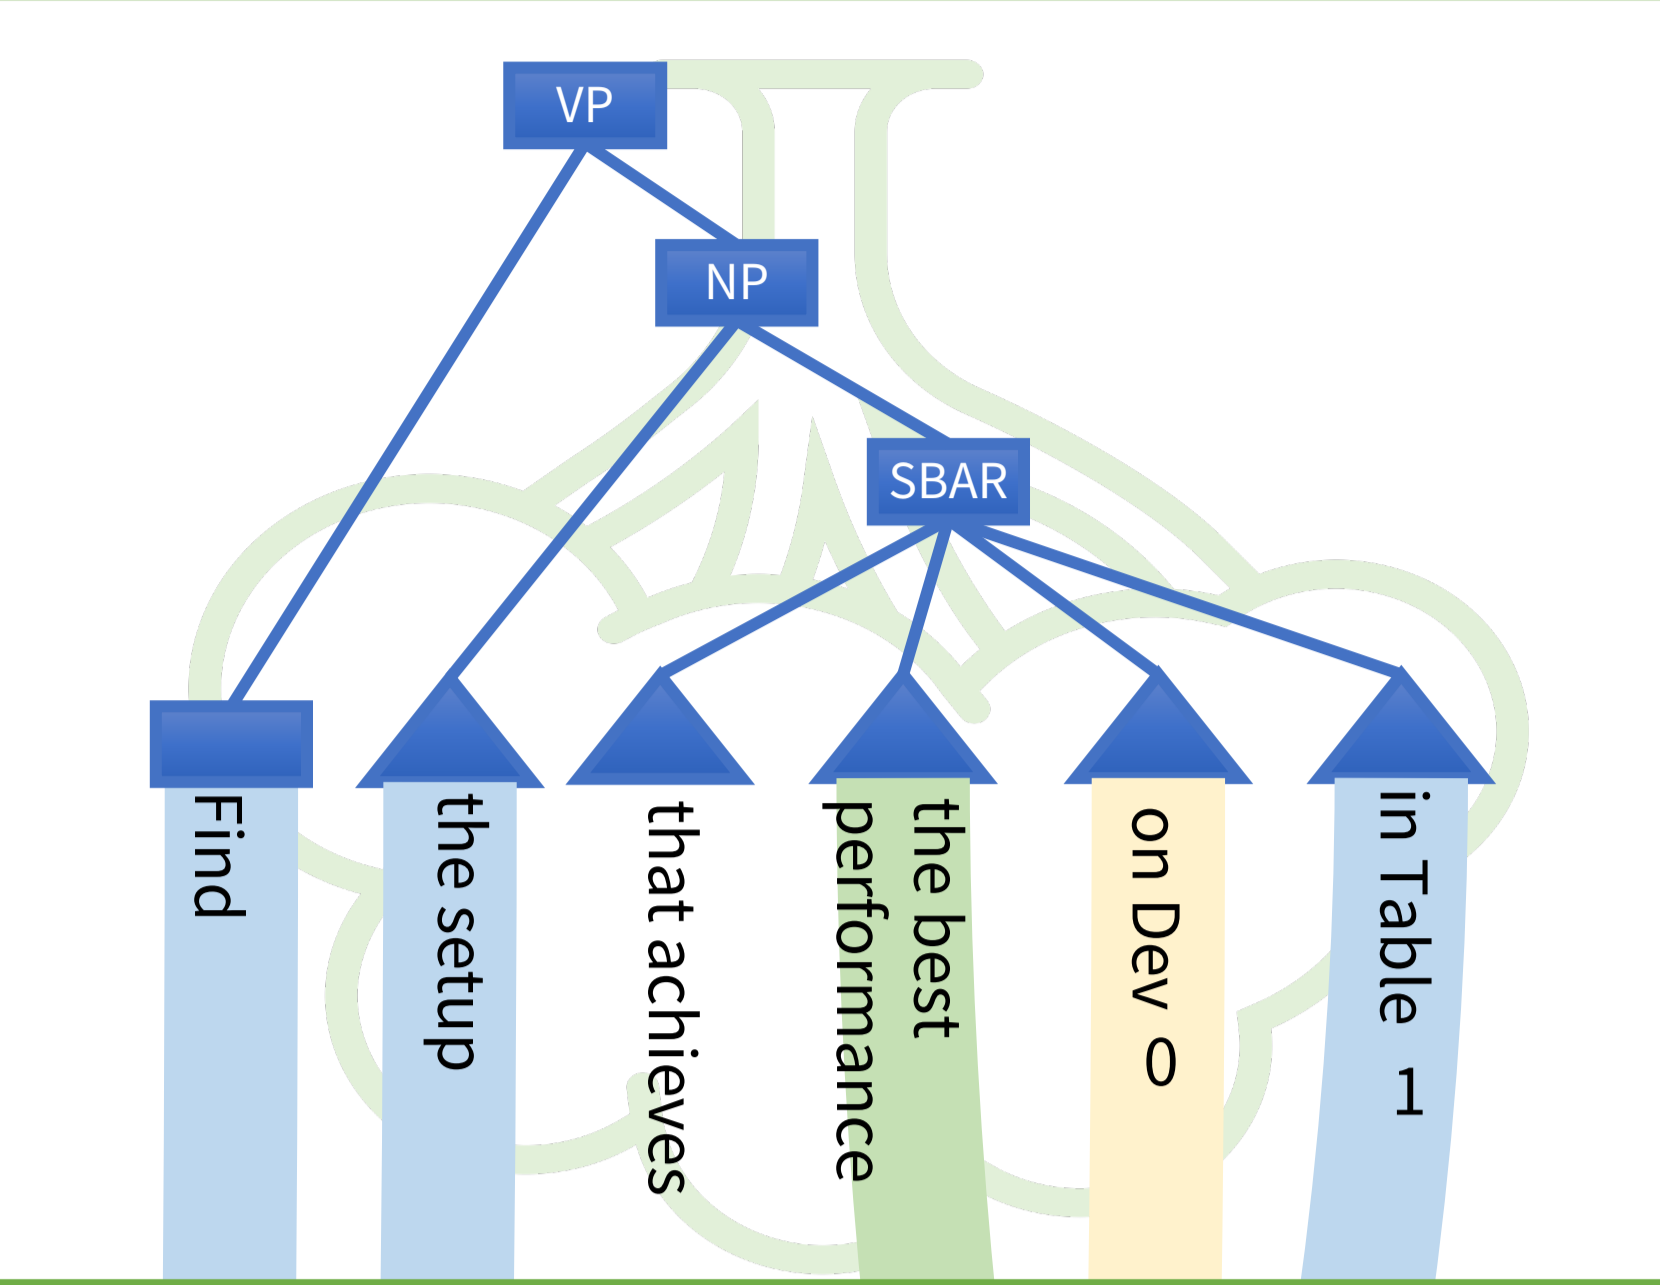 VP
NP
SBAR
Find
the setup
that achieves
the best
performance
on Dev 0
in Table 1